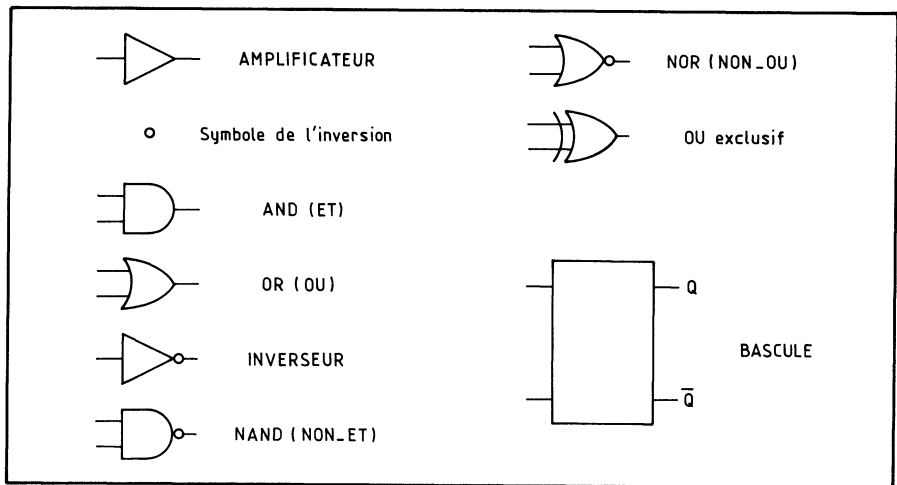 AMPLIFICATEUR
Symbole de l'inversion
AND (ET)
OR (OU)
INVERSEUR
NAND (NON_ET)
NOR (NON_OU)
OU exclusif
Q
BASCULE
Q̅